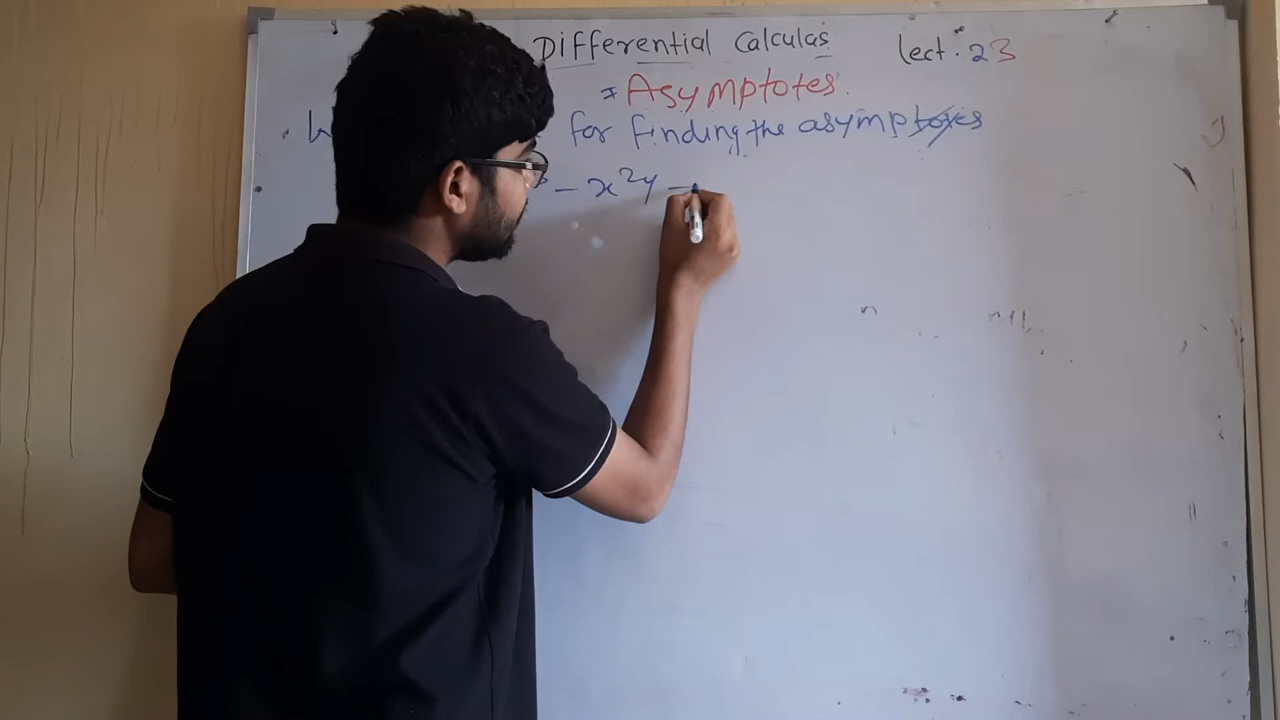 Differential Calculas Lect. 23
Asymptotes.
for finding the asymptotes
- x²y -
n